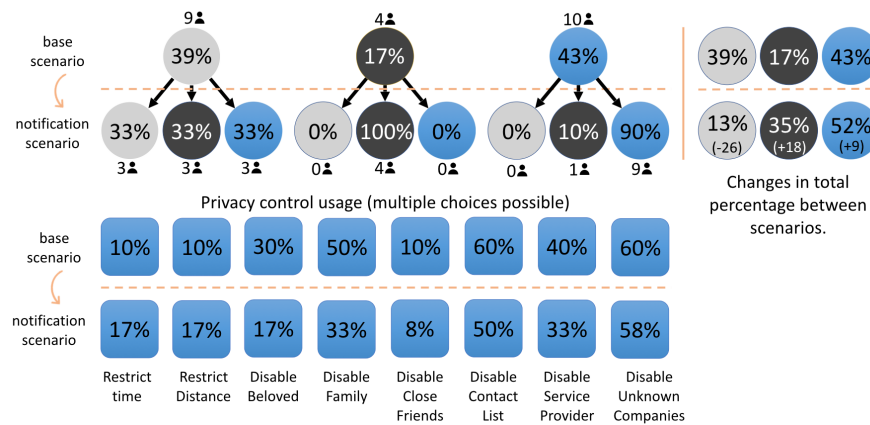 9 4 10
base
scenario
39% 17% 43% 39% 17% 43%
notification
scenario
33% 33% 33% 0% 100% 0% 0% 10% 90% 13% 35% 52%
(-26) (+18) (+9)
3 3 3 0 4 0 0 1 9
Changes in total
percentage between
scenarios.
Privacy control usage (multiple choices possible)
base
scenario
10% 10% 30% 50% 10% 60% 40% 60%
notification
scenario
17% 17% 17% 33% 8% 50% 33% 58%
Restrict
time
Restrict
Distance
Disable
Beloved
Disable
Family
Disable
Close
Friends
Disable
Contact
List
Disable
Service
Provider
Disable
Unknown
Companies